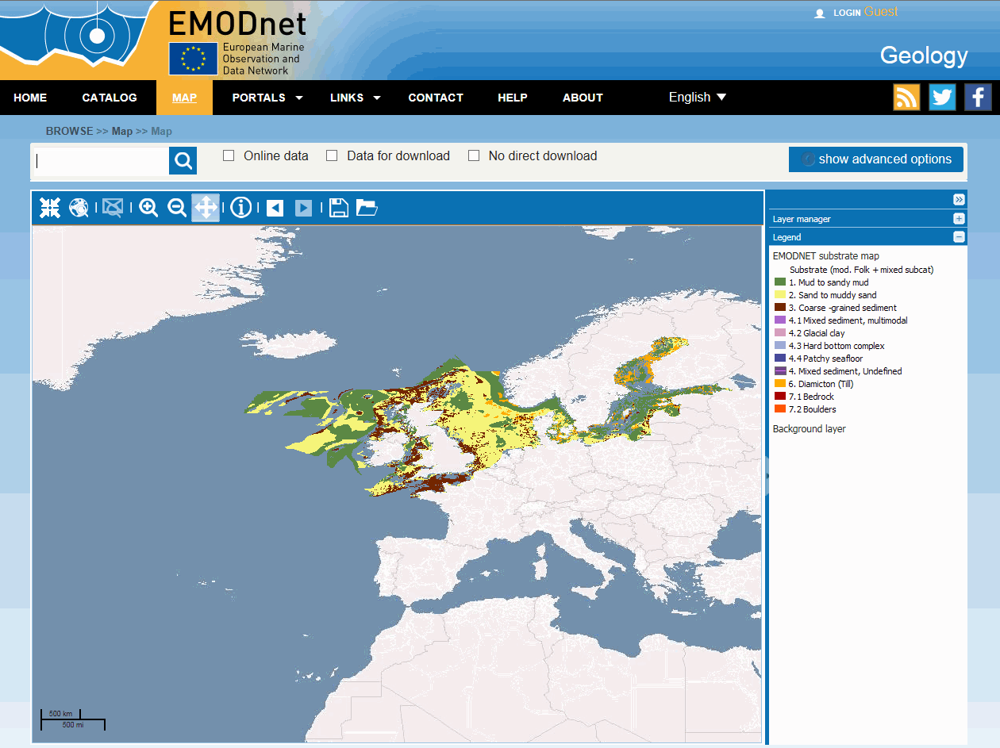 EMODnet
European Marine
Observation and
Data Network
LOGIN Guest
Geology
HOME CATALOG MAP PORTALS LINKS CONTACT HELP ABOUT English
BROWSE >> Map >> Map
Online data Data for download No direct download show advanced options
Layer manager
Legend
EMODNET substrate map
Substrate (mod. Folk + mixed subcat)
1. Mud to sandy mud
2. Sand to muddy sand
3. Coarse -grained sediment
4.1 Mixed sediment, multimodal
4.2 Glacial clay
4.3 Hard bottom complex
4.4 Patchy seafloor
4. Mixed sediment, Undefined
6. Diamicton (Till)
7.1 Bedrock
7.2 Boulders
Background layer
500 km
500 mi